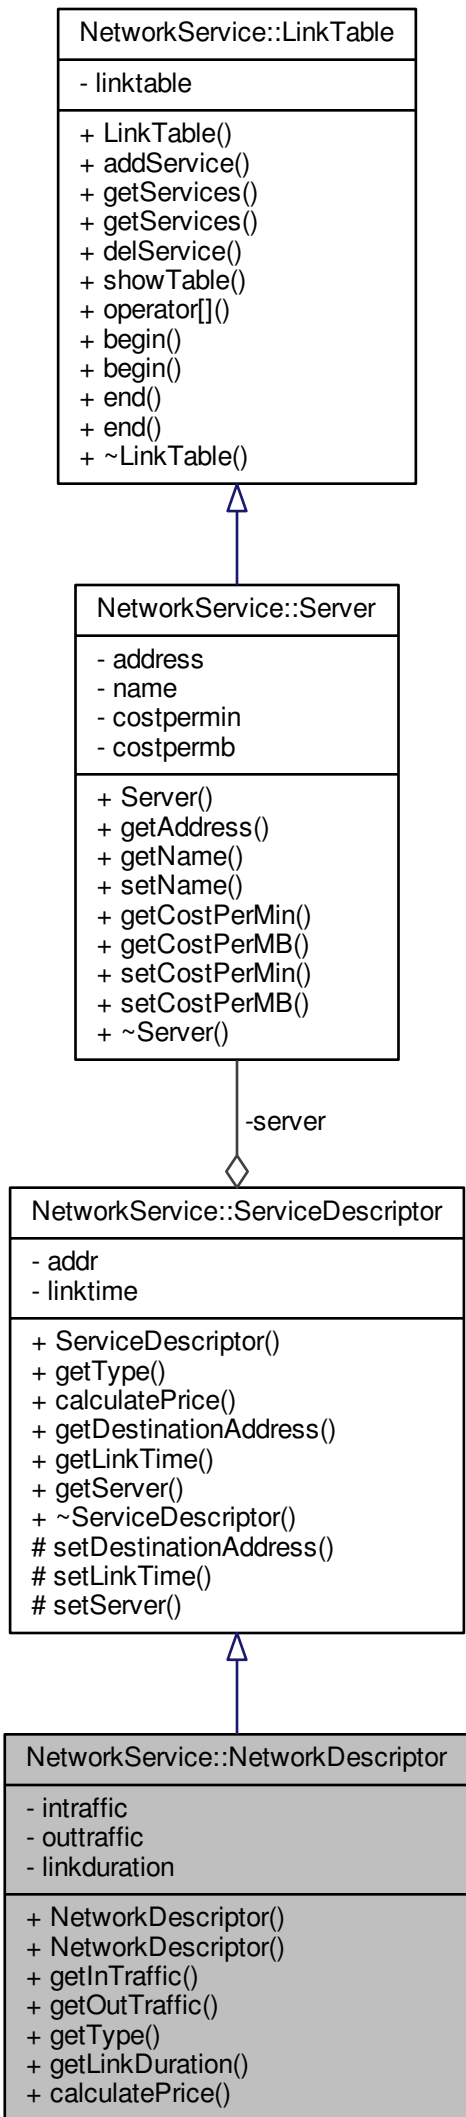 NetworkService::LinkTable
- linktable
+ LinkTable()
+ addService()
+ getServices()
+ getServices()
+ delService()
+ showTable()
+ operator[]()
+ begin()
+ begin()
+ end()
+ end()
+ ~LinkTable()
NetworkService::Server
- address
- name
- costpermin
- costpermb
+ Server()
+ getAddress()
+ getName()
+ setName()
+ getCostPerMin()
+ getCostPerMB()
+ setCostPerMin()
+ setCostPerMB()
+ ~Server()
-server
NetworkService::ServiceDescriptor
- addr
- linktime
+ ServiceDescriptor()
+ getType()
+ calculatePrice()
+ getDestinationAddress()
+ getLinkTime()
+ getServer()
+ ~ServiceDescriptor()
# setDestinationAddress()
# setLinkTime()
# setServer()
NetworkService::NetworkDescriptor
- intraffic
- outtraffic
- linkduration
+ NetworkDescriptor()
+ NetworkDescriptor()
+ getInTraffic()
+ getOutTraffic()
+ getType()
+ getLinkDuration()
+ calculatePrice()